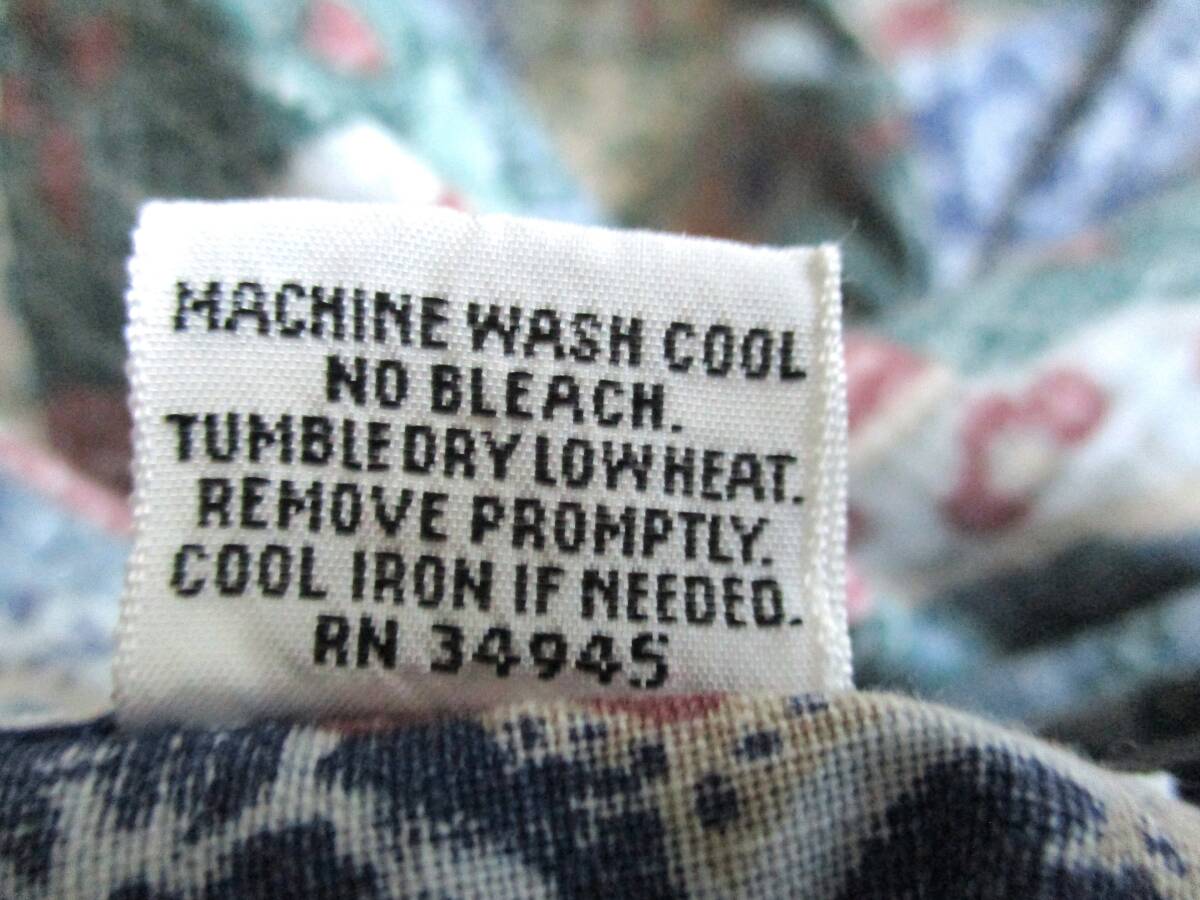 MACHINE WASH COOL
NO BLEACH.
TUMBLE DRY LOW HEAT.
REMOVE PROMPTLY.
COOL IRON IF NEEDED.
RN 34945